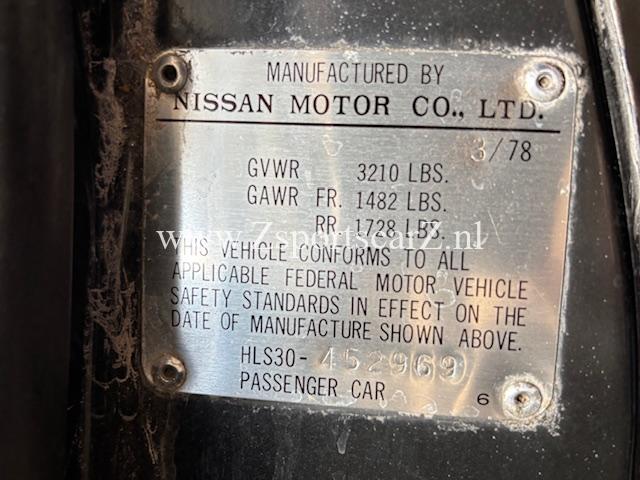 MANUFACTURED BY
NISSAN MOTOR CO., LTD.
3/78
GVWR 3210 LBS.
GAWR FR. 1482 LBS.
RR. 1728 LBS.
www.ZsportscarZ.nl
THIS VEHICLE CONFORMS TO ALL
APPLICABLE FEDERAL MOTOR VEHICLE
SAFETY STANDARDS IN EFFECT ON THE
DATE OF MANUFACTURE SHOWN ABOVE.
HLS30-452969
PASSENGER CAR 6